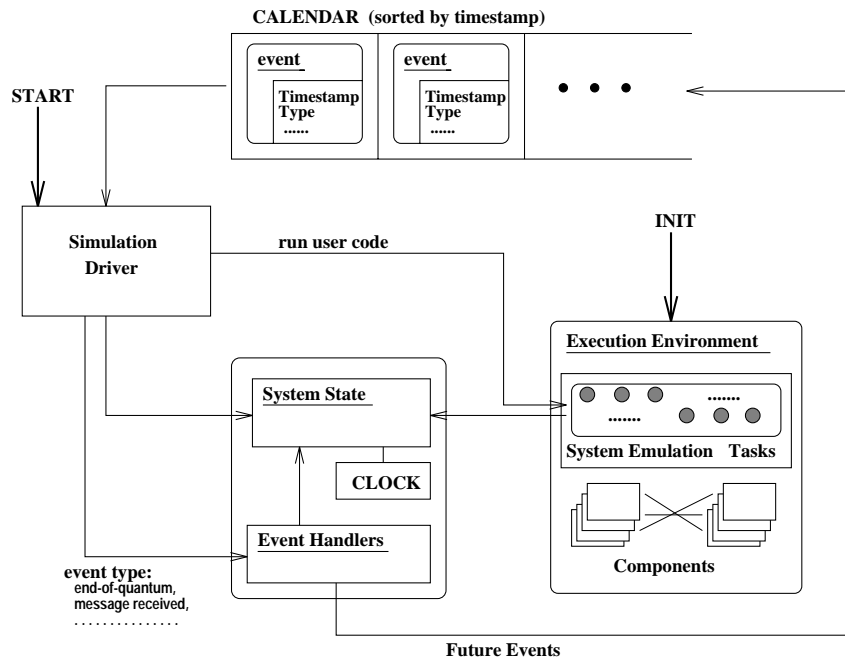 CALENDAR (sorted by timestamp)
event
Timestamp
Type
......
event
Timestamp
Type
......
START
Simulation
Driver
run user code
INIT
Execution Environment
.......
.......
System Emulation Tasks
Components
System State
CLOCK
Event Handlers
event type:
end-of-quantum,
message received,
. . . . . . . . . . . . . . .
Future Events